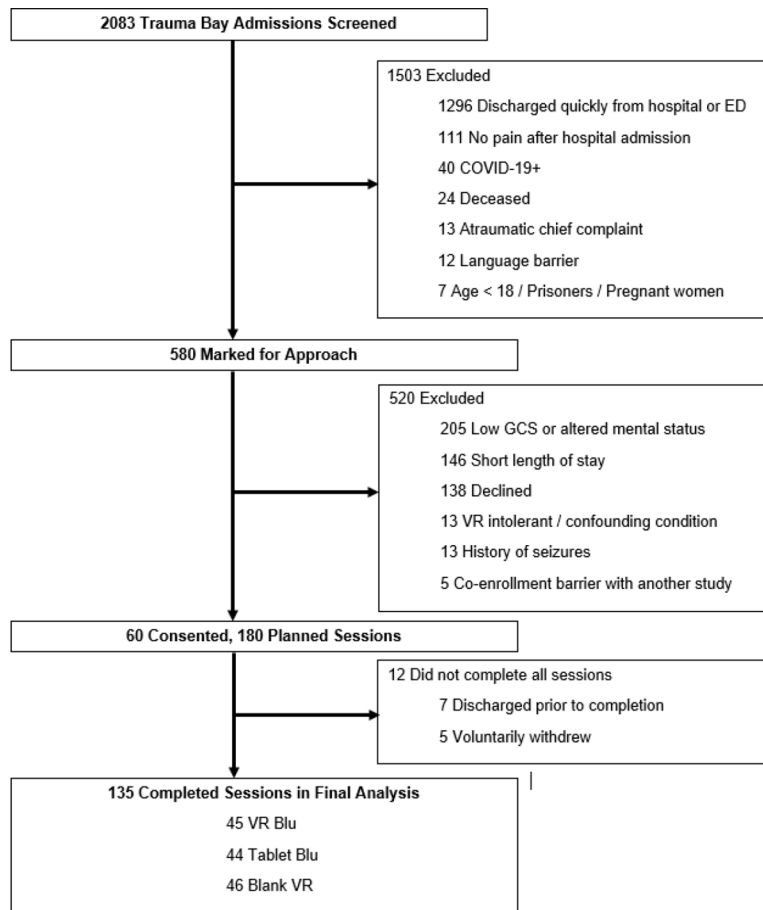 2083 Trauma Bay Admissions Screened
1503 Excluded
1296 Discharged quickly from hospital or ED
111 No pain after hospital admission
40 COVID-19+
24 Deceased
13 Atraumatic chief complaint
12 Language barrier
7 Age < 18 / Prisoners / Pregnant women
580 Marked for Approach
520 Excluded
205 Low GCS or altered mental status
146 Short length of stay
138 Declined
13 VR intolerant / confounding condition
13 History of seizures
5 Co-enrollment barrier with another study
60 Consented, 180 Planned Sessions
12 Did not complete all sessions
7 Discharged prior to completion
5 Voluntarily withdrew
135 Completed Sessions in Final Analysis
45 VR Blu
44 Tablet Blu
46 Blank VR